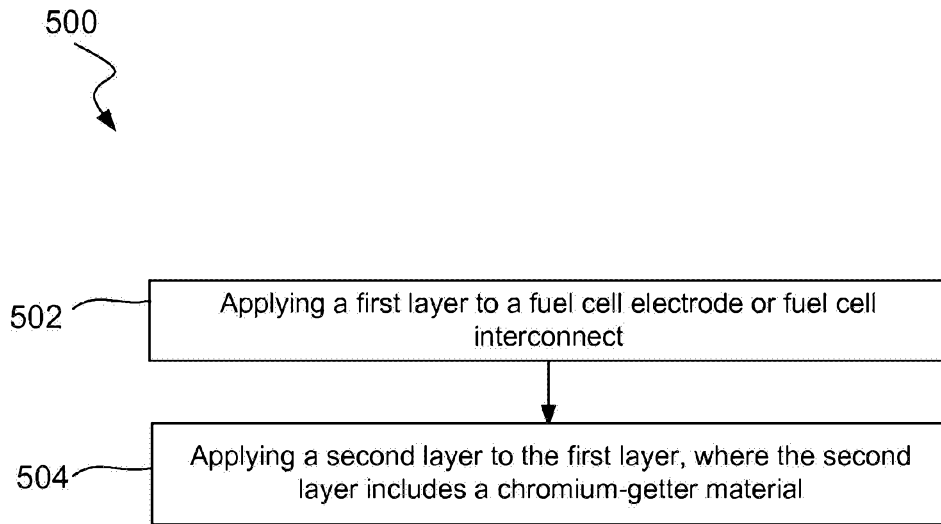 500
502
Applying a first layer to a fuel cell electrode or fuel cell
interconnect
504
Applying a second layer to the first layer, where the second
layer includes a chromium-getter material